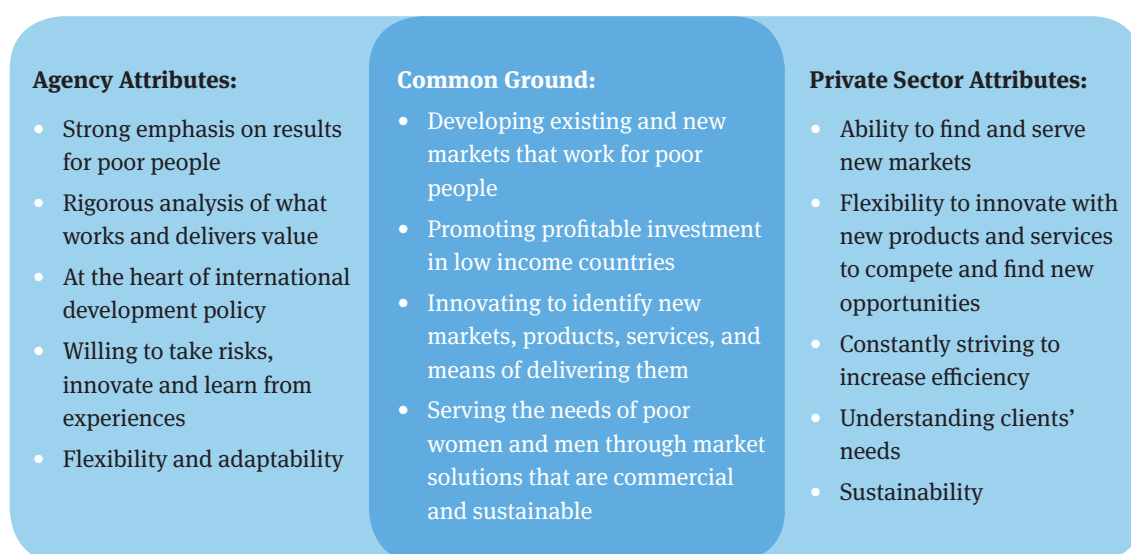 Agency Attributes:
• Strong emphasis on results
for poor people
• Rigorous analysis of what
works and delivers value
• At the heart of international
development policy
• Willing to take risks,
innovate and learn from
experiences
• Flexibility and adaptability
Common Ground:
• Developing existing and new
markets that work for poor
people
• Promoting profitable investment
in low income countries
• Innovating to identify new
markets, products, services, and
means of delivering them
• Serving the needs of poor
women and men through market
solutions that are commercial
and sustainable
Private Sector Attributes:
• Ability to find and serve
new markets
• Flexibility to innovate with
new products and services
to compete and find new
opportunities
• Constantly striving to
increase efficiency
• Understanding clients’
needs
• Sustainability